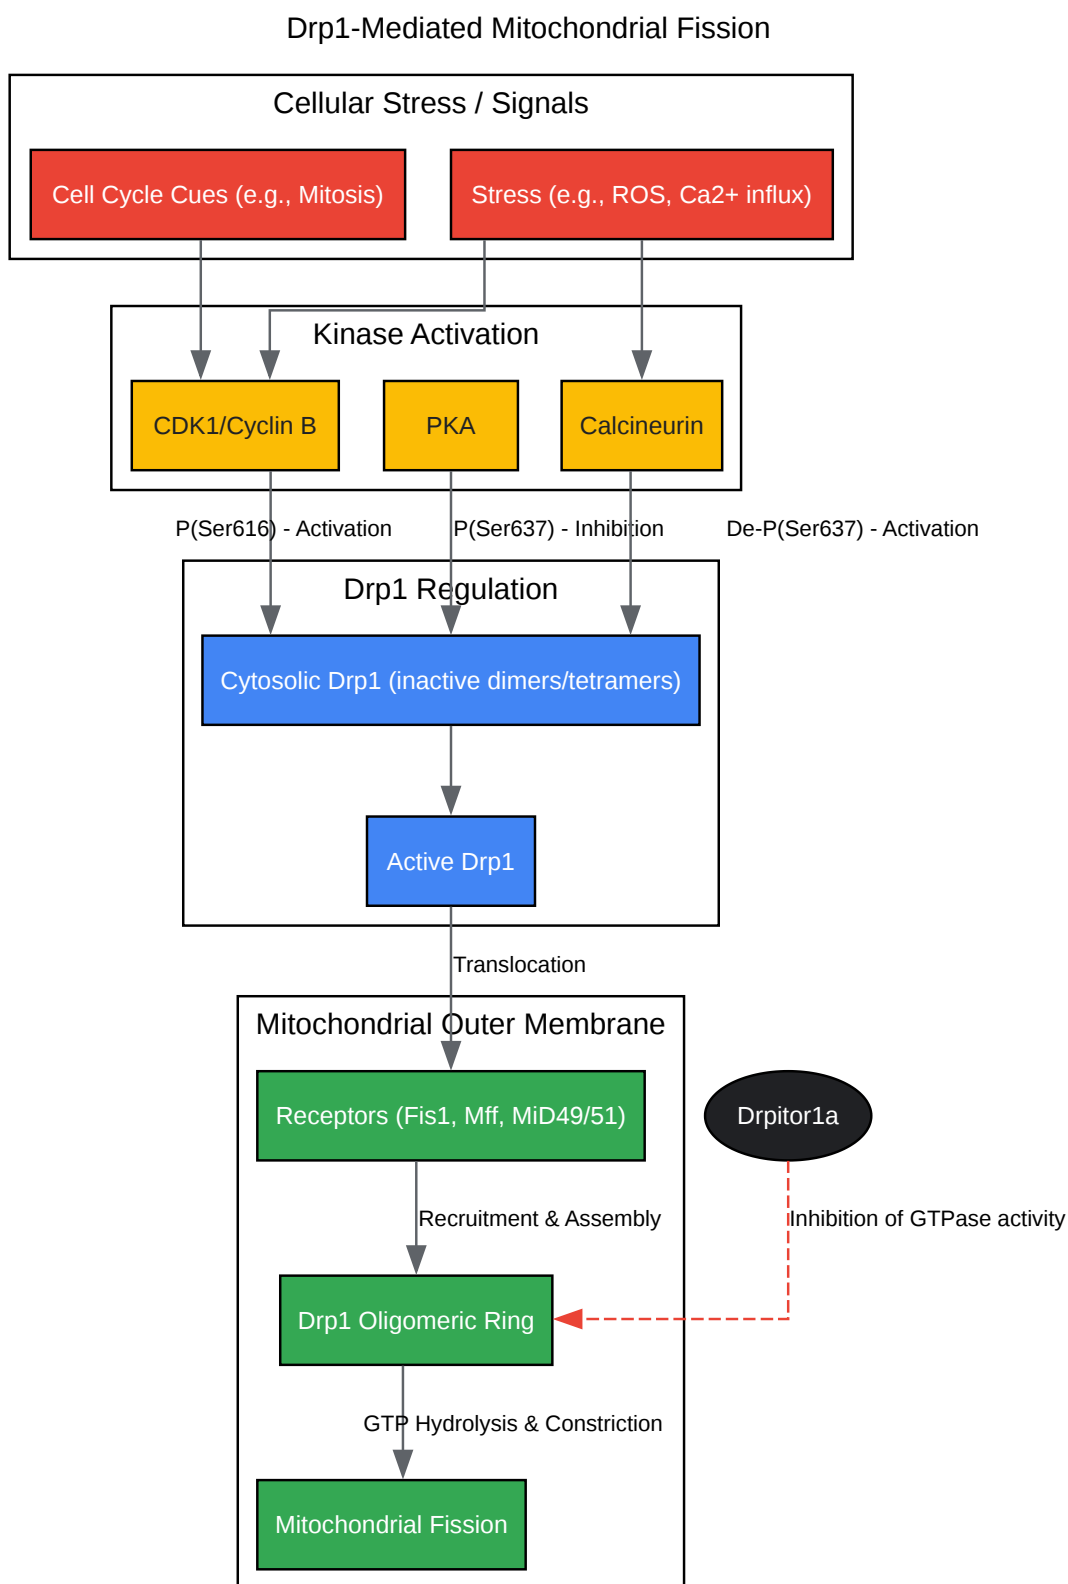 Drp1-Mediated Mitochondrial Fission
Cellular Stress / Signals
Cell Cycle Cues (e.g., Mitosis)
Stress (e.g., ROS, Ca2+ influx)
Kinase Activation
CDK1/Cyclin B
PKA
Calcineurin
P(Ser616) - Activation
P(Ser637) - Inhibition
De-P(Ser637) - Activation
Drp1 Regulation
Cytosolic Drp1 (inactive dimers/tetramers)
Active Drp1
Translocation
Mitochondrial Outer Membrane
Receptors (Fis1, Mff, MiD49/51)
Drpitor1a
Recruitment & Assembly
Inhibition of GTPase activity
Drp1 Oligomeric Ring
GTP Hydrolysis & Constriction
Mitochondrial Fission